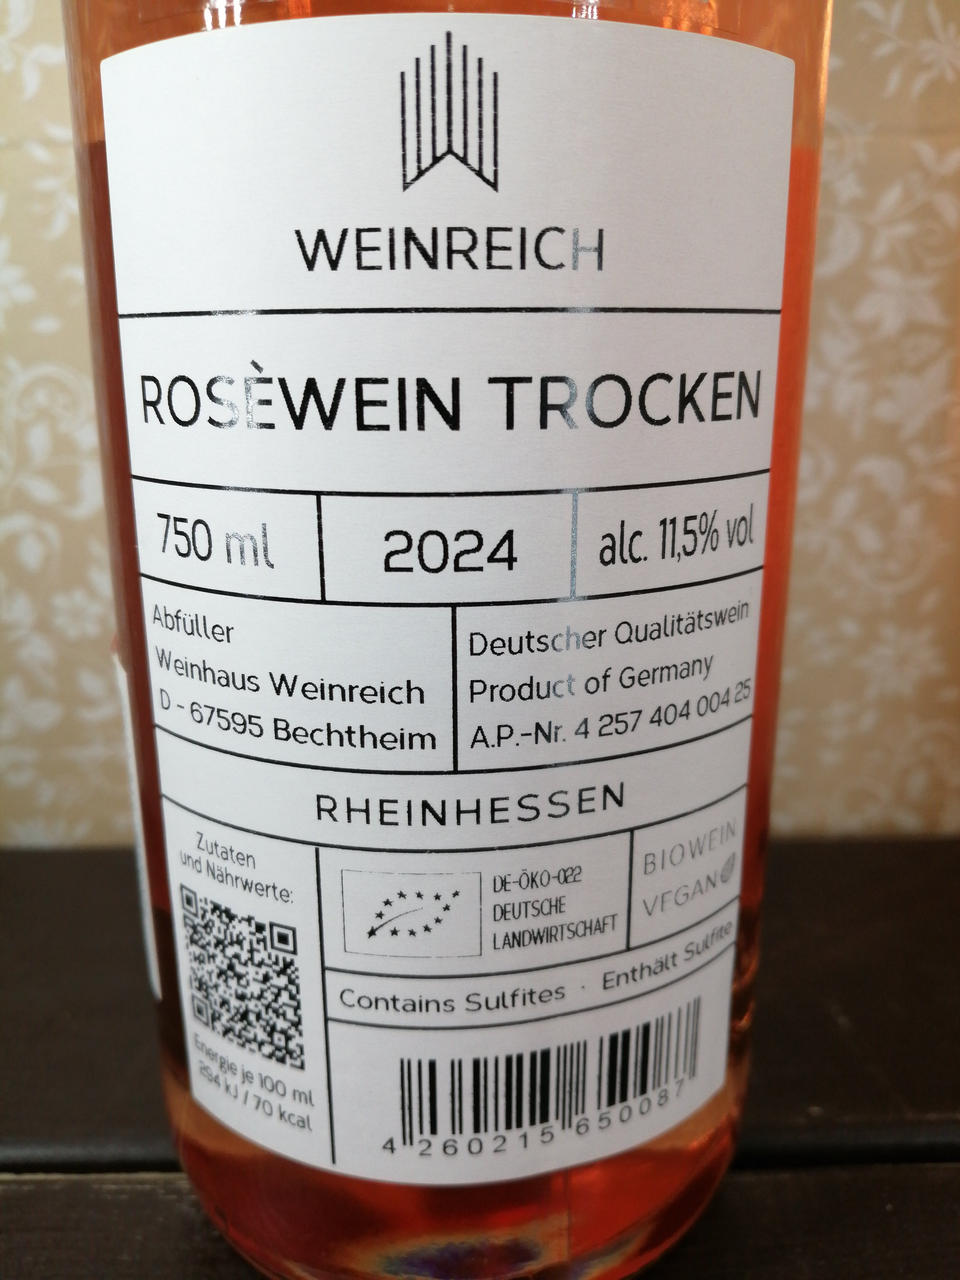 WEINREICH
ROSÈWEIN TROCKEN
750 ml
2024
alc. 11,5% vol
Abfüller
Weinhaus Weinreich
D - 67595 Bechtheim
Deutscher Qualitätswein
Product of Germany
A.P.-Nr. 4 257 404 004 25
RHEINHESSEN
Zutaten
und Nährwerte:
Energie je 100 ml
294 kJ / 70 kcal
DE-ÖKO-022
DEUTSCHE
LANDWIRTSCHAFT
BIOWEIN
VEGAN
Contains Sulfites · Enthält Sulfite
4 260215 650087